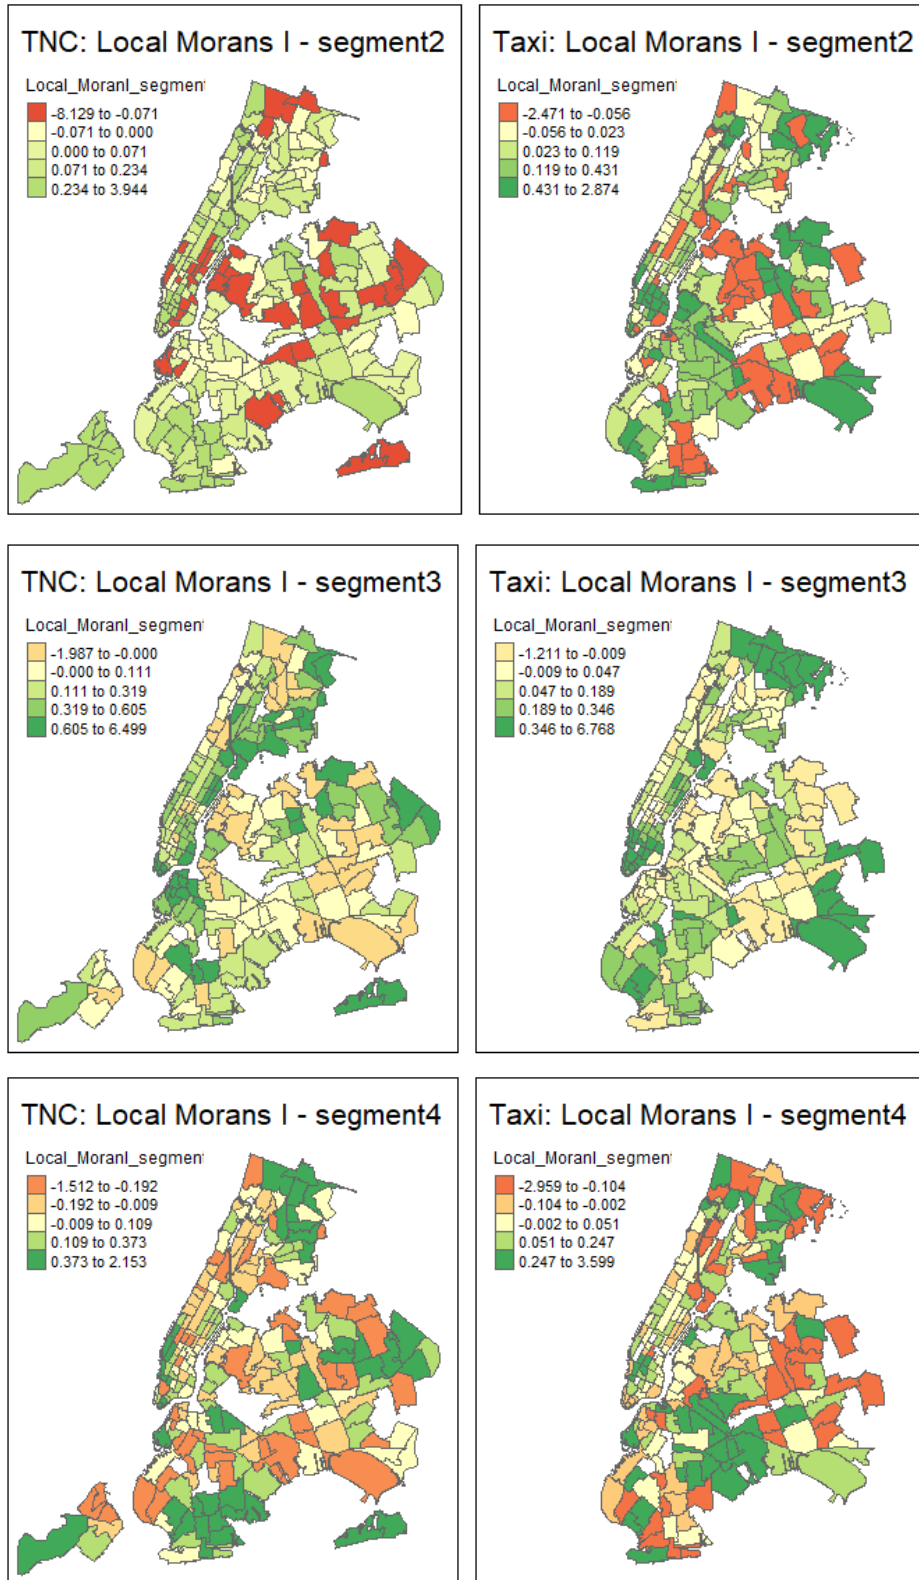 TNC: Local Morans I - segment2
Local_MoranI_segment
-8.129 to -0.071
-0.071 to 0.000
0.000 to 0.071
0.071 to 0.234
0.234 to 3.944
Taxi: Local Morans I - segment2
Local_MoranI_segment
-2.471 to -0.056
-0.056 to 0.023
0.023 to 0.119
0.119 to 0.431
0.431 to 2.874
TNC: Local Morans I - segment3
Local_MoranI_segment
-1.987 to -0.000
-0.000 to 0.111
0.111 to 0.319
0.319 to 0.605
0.605 to 6.499
Taxi: Local Morans I - segment3
Local_MoranI_segment
-1.211 to -0.009
-0.009 to 0.047
0.047 to 0.189
0.189 to 0.346
0.346 to 6.768
TNC: Local Morans I - segment4
Local_MoranI_segment
-1.512 to -0.192
-0.192 to -0.009
-0.009 to 0.109
0.109 to 0.373
0.373 to 2.153
Taxi: Local Morans I - segment4
Local_MoranI_segment
-2.959 to -0.104
-0.104 to -0.002
-0.002 to 0.051
0.051 to 0.247
0.247 to 3.599